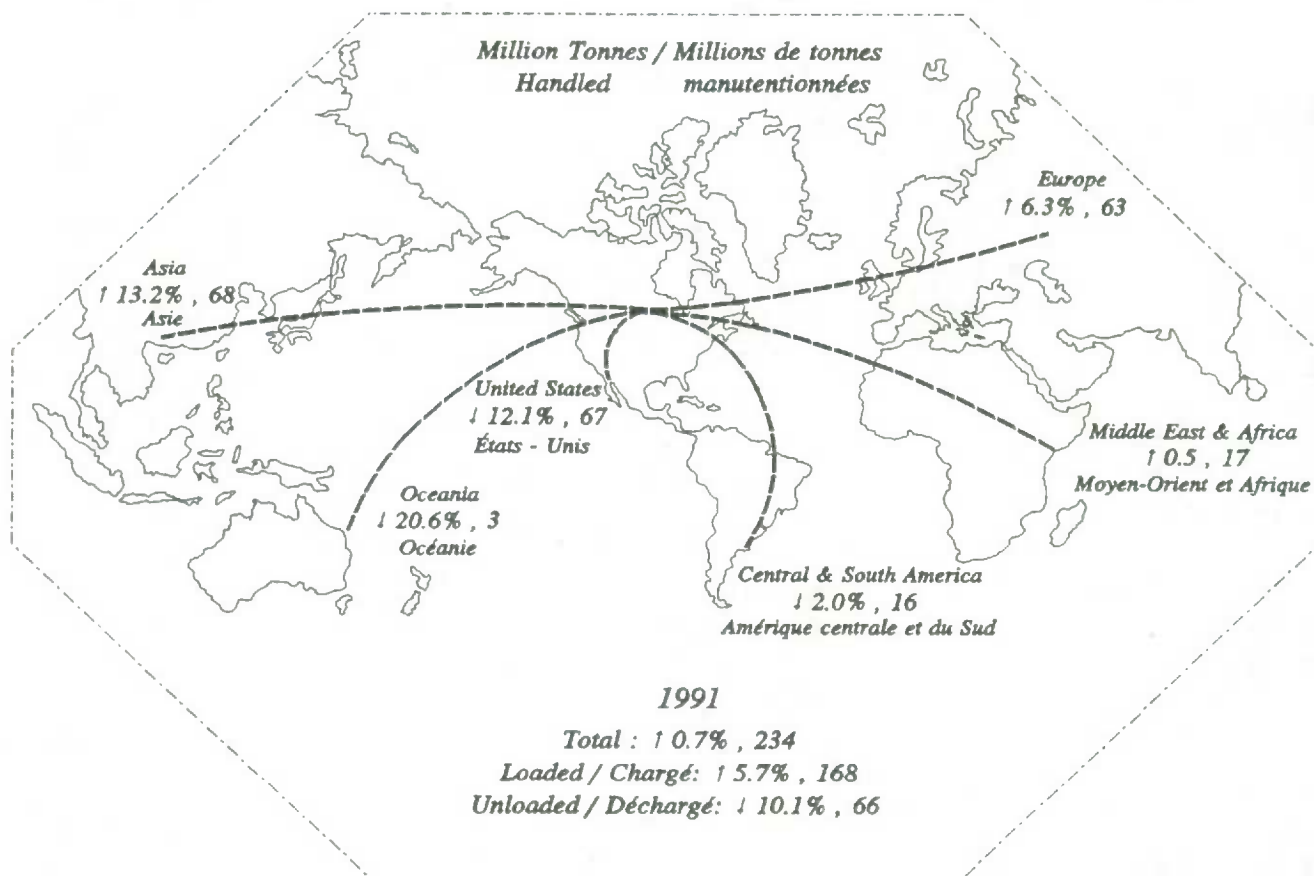 Million Tonnes / Millions de tonnes
Handled manutentionnées
Europe
↑ 6.3% , 63
Asia
↑ 13.2% , 68
Asie
United States
↓ 12.1% , 67
États - Unis
Middle East & Africa
↑ 0.5 , 17
Moyen-Orient et Afrique
Oceania
↓ 20.6% , 3
Océanie
Central & South America
↓ 2.0% , 16
Amérique centrale et du Sud
1991
Total : ↑ 0.7% , 234
Loaded / Chargé: ↑ 5.7% , 168
Unloaded / Déchargé: ↓ 10.1% , 66